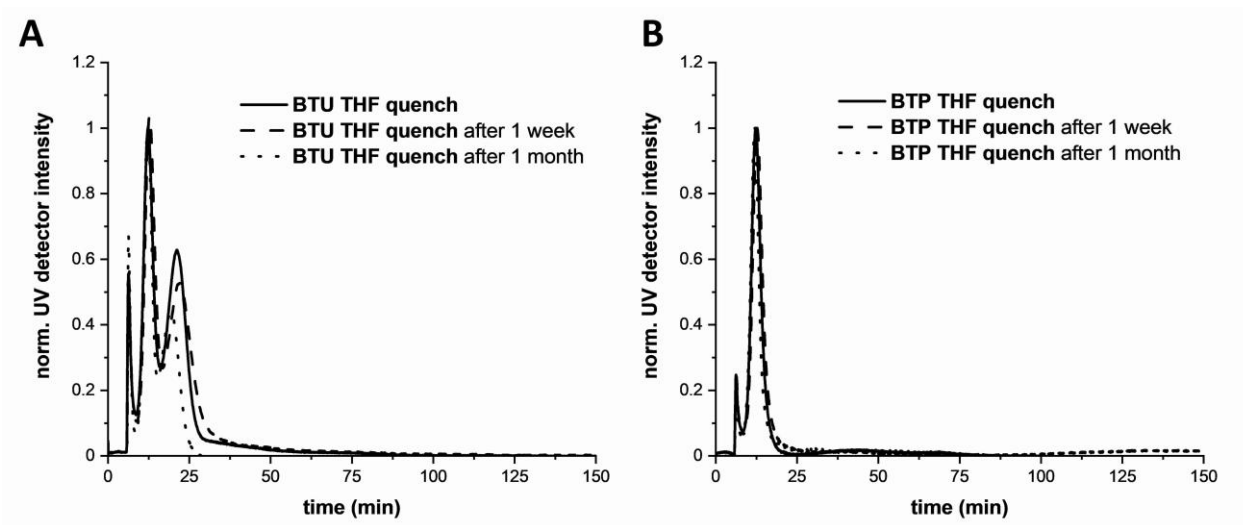 A
1.2
1
0.8
0.6
0.4
0.2
0
norm. UV detector intensity
BTU THF quench
BTU THF quench after 1 week
BTU THF quench after 1 month
0 25 50 75 100 125 150
time (min)
B
1.2
1
0.8
0.6
0.4
0.2
0
norm. UV detector intensity
BTP THF quench
BTP THF quench after 1 week
BTP THF quench after 1 month
0 25 50 75 100 125 150
time (min)